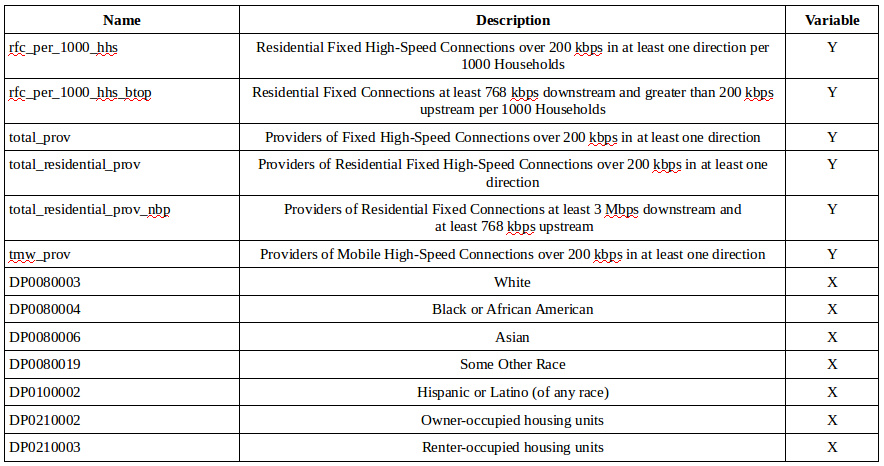 Name Description Variable
rfc_per_1000_hhs Residential Fixed High-Speed Connections over 200 kbps in at least one direction per Y
1000 Households
rfc_per_1000_hhs_btop Residential Fixed Connections at least 768 kbps downstream and greater than 200 kbps Y
upstream per 1000 Households
total_prov Providers of Fixed High-Speed Connections over 200 kbps in at least one direction Y
total_residential_prov Providers of Residential Fixed High-Speed Connections over 200 kbps in at least one Y
direction
total_residential_prov_nbp Providers of Residential Fixed Connections at least 3 Mbps downstream and Y
at least 768 kbps upstream
tmw_prov Providers of Mobile High-Speed Connections over 200 kbps in at least one direction Y
DP0080003 White X
DP0080004 Black or African American X
DP0080006 Asian X
DP0080019 Some Other Race X
DP0100002 Hispanic or Latino (of any race) X
DP0210002 Owner-occupied housing units X
DP0210003 Renter-occupied housing units X